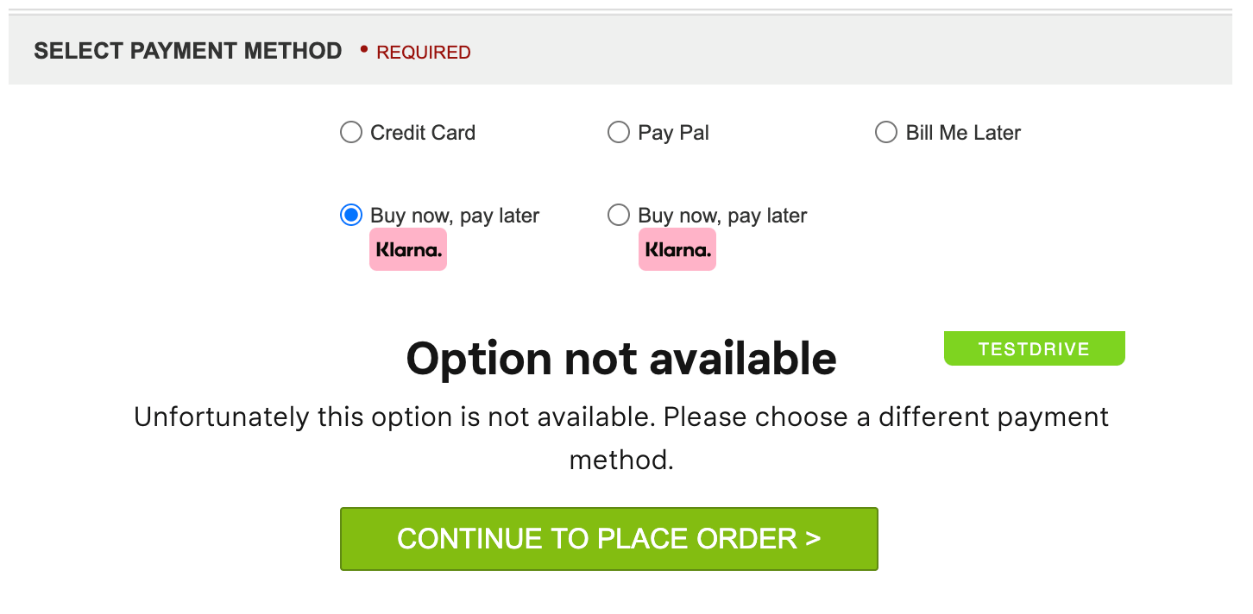 SELECT PAYMENT METHOD • REQUIRED
Credit Card Pay Pal Bill Me Later
Buy now, pay later Buy now, pay later
Klarna. Klarna.
Option not available
TESTDRIVE
Unfortunately this option is not available. Please choose a different payment
method.
CONTINUE TO PLACE ORDER >